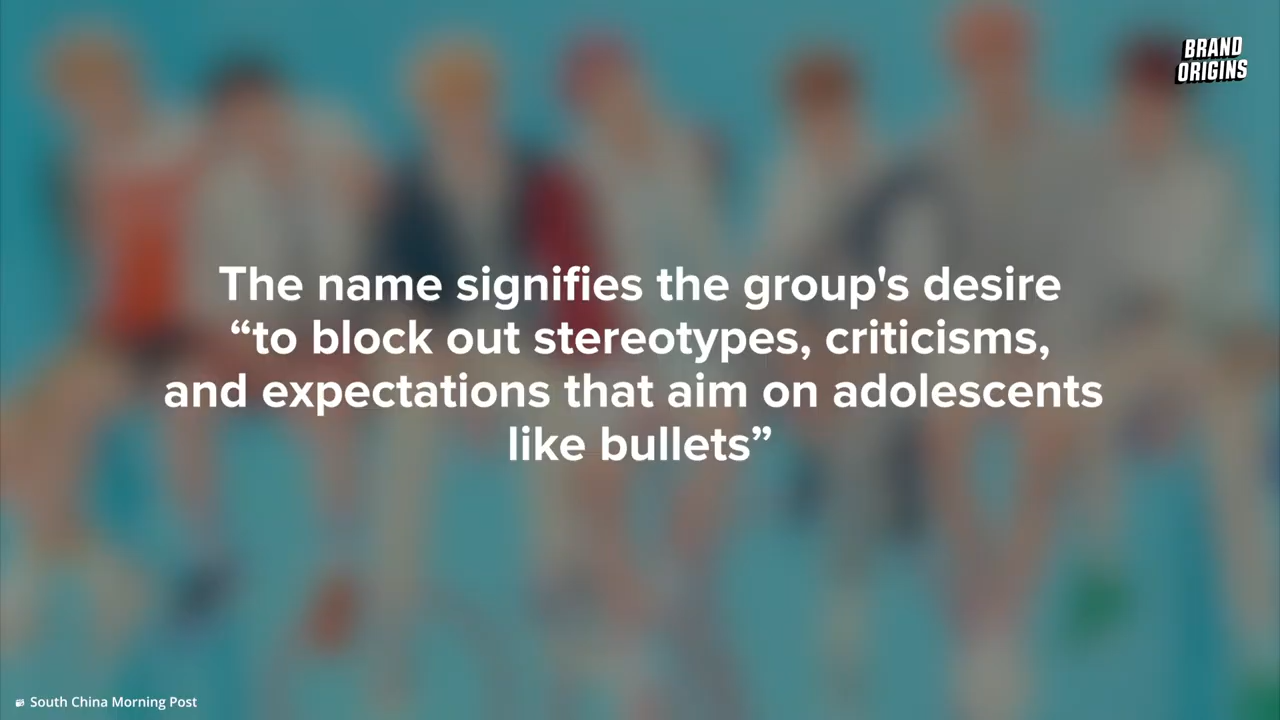 BRAND
ORIGINS
The name signifies the group's desire
“to block out stereotypes, criticisms,
and expectations that aim on adolescents
like bullets”
South China Morning Post